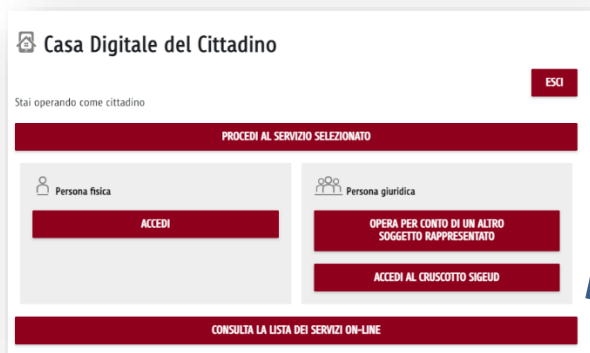 Casa Digitale del Cittadino
ESCI
Stai operando come cittadino
PROCEDI AL SERVIZIO SELEZIONATO
Persona fisica
ACCEDI
Persona giuridica
OPERA PER CONTO DI UN ALTRO
SOGGETTO RAPPRESENTATO
ACCEDI AL CRUSCOTTO SIGEUD
CONSULTA LA LISTA DEI SERVIZI ON-LINE